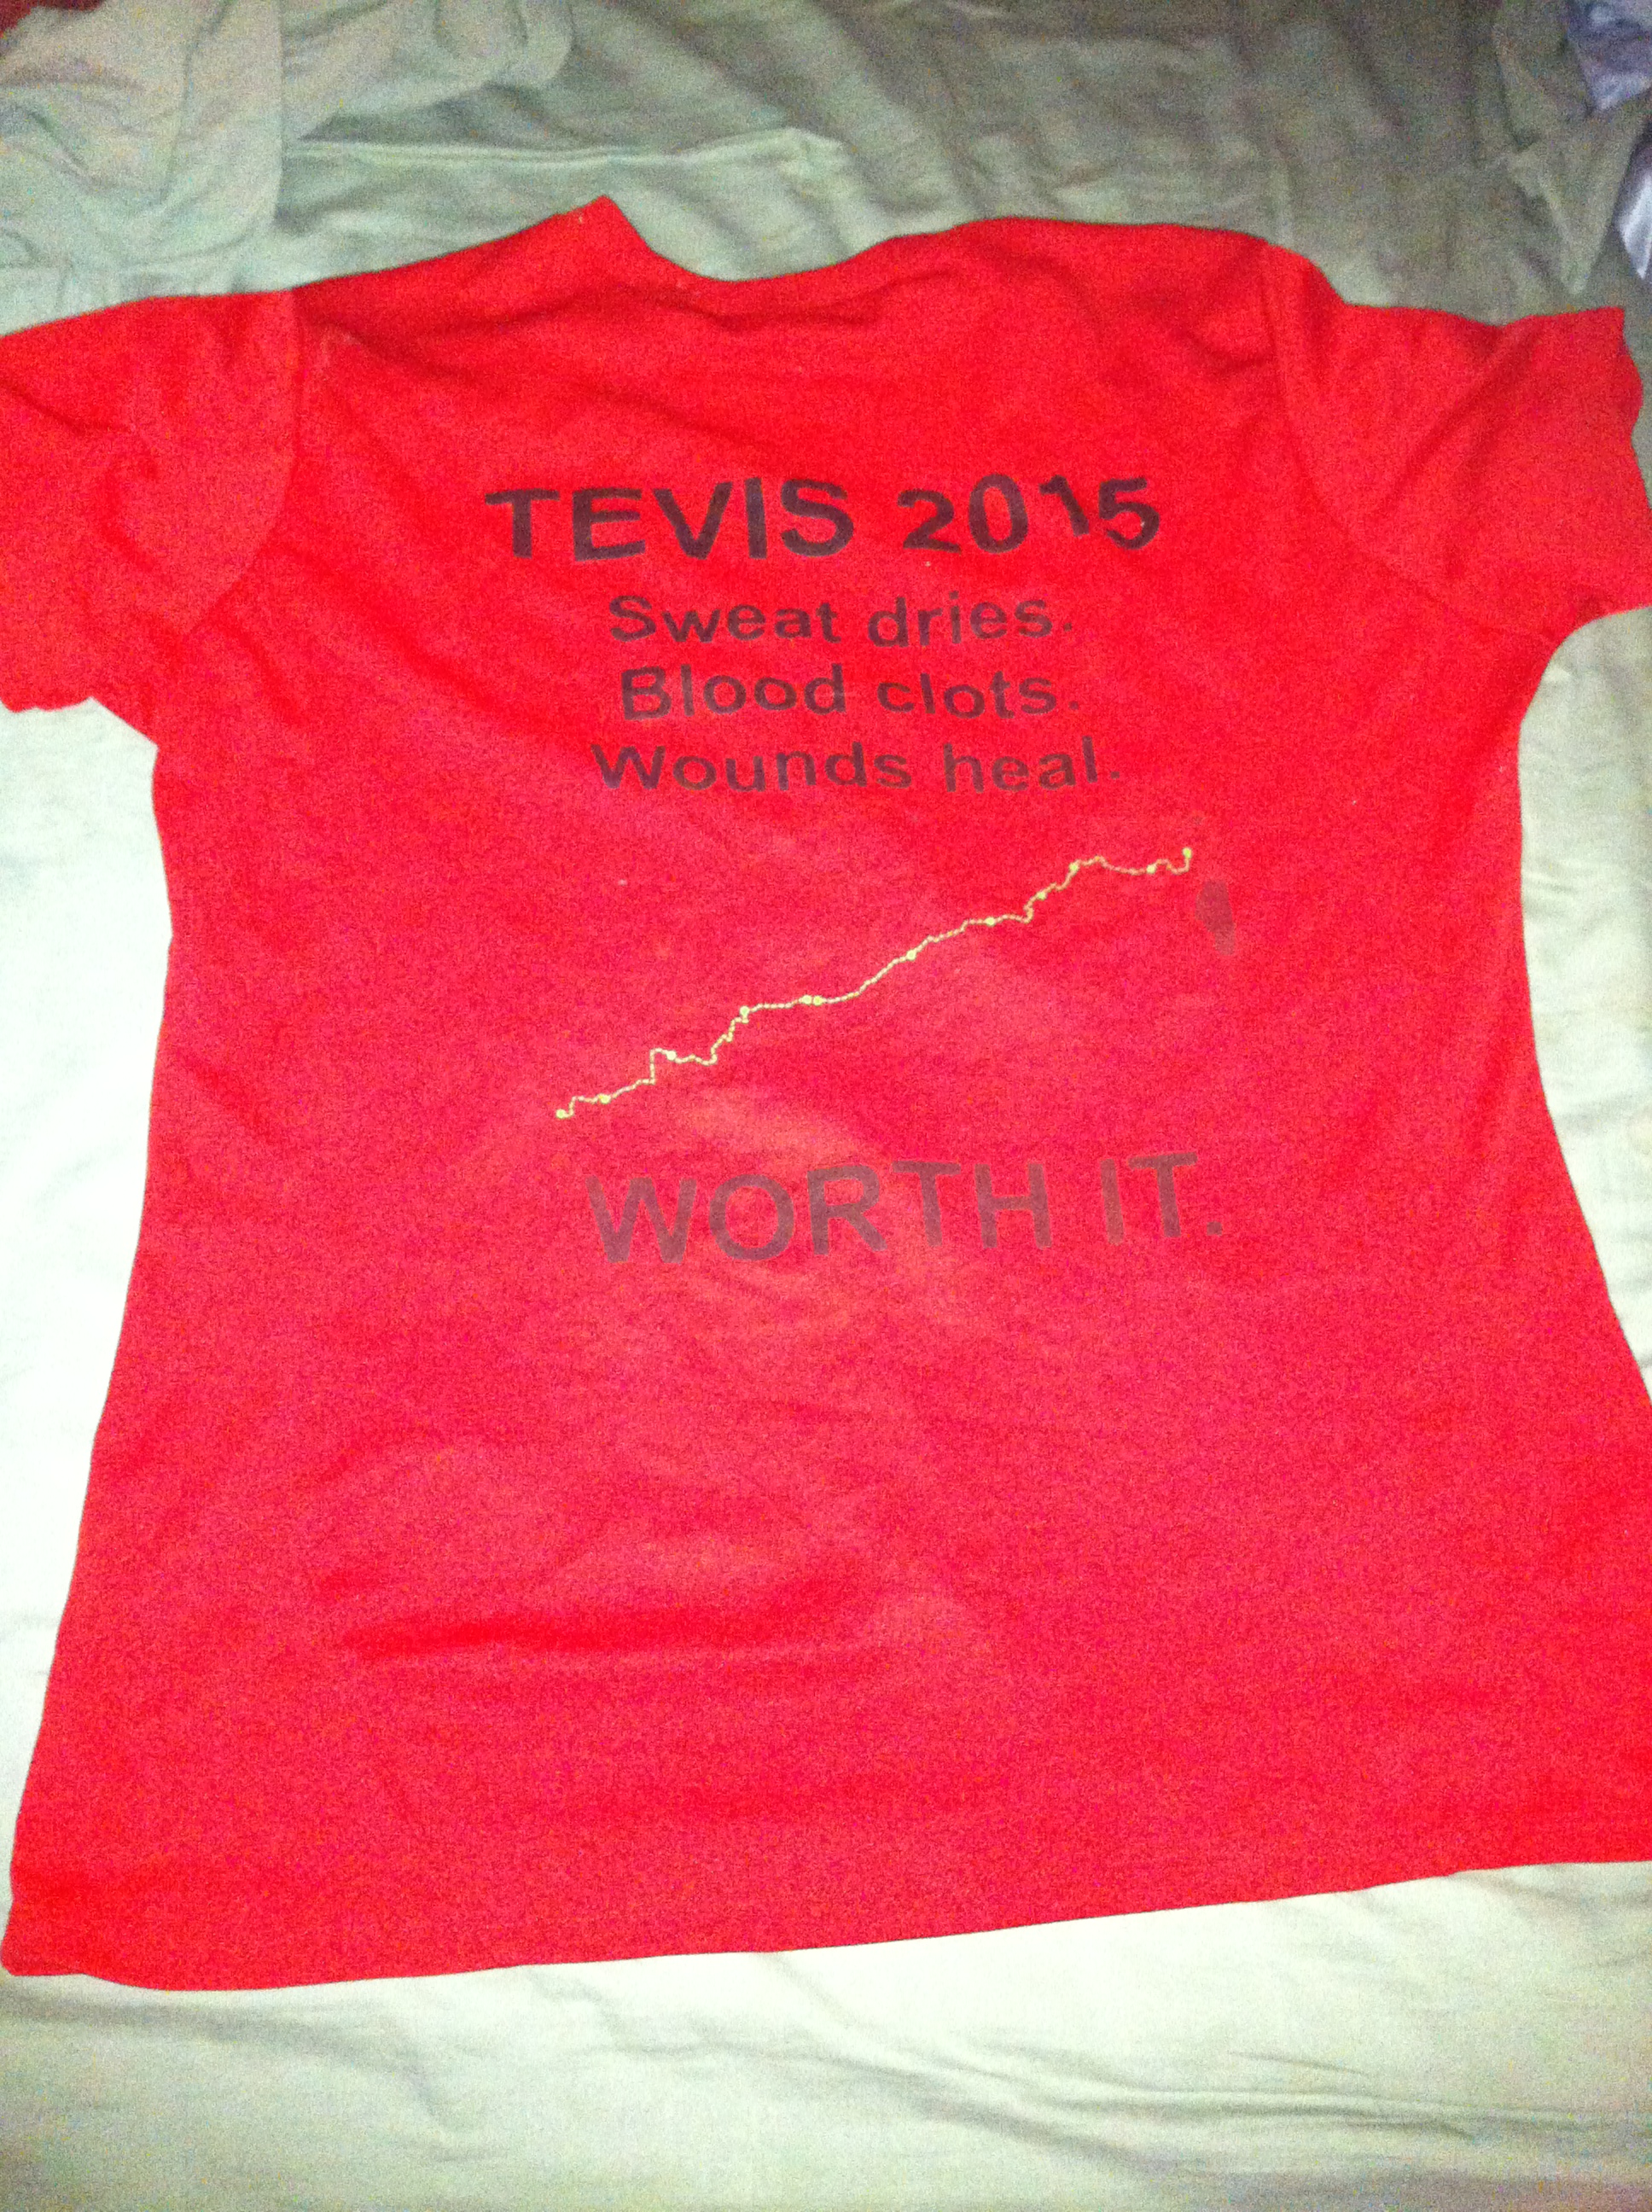 TEVIS 2015
Sweat dries.
Blood clots.
Wounds heal.
WORTH IT.